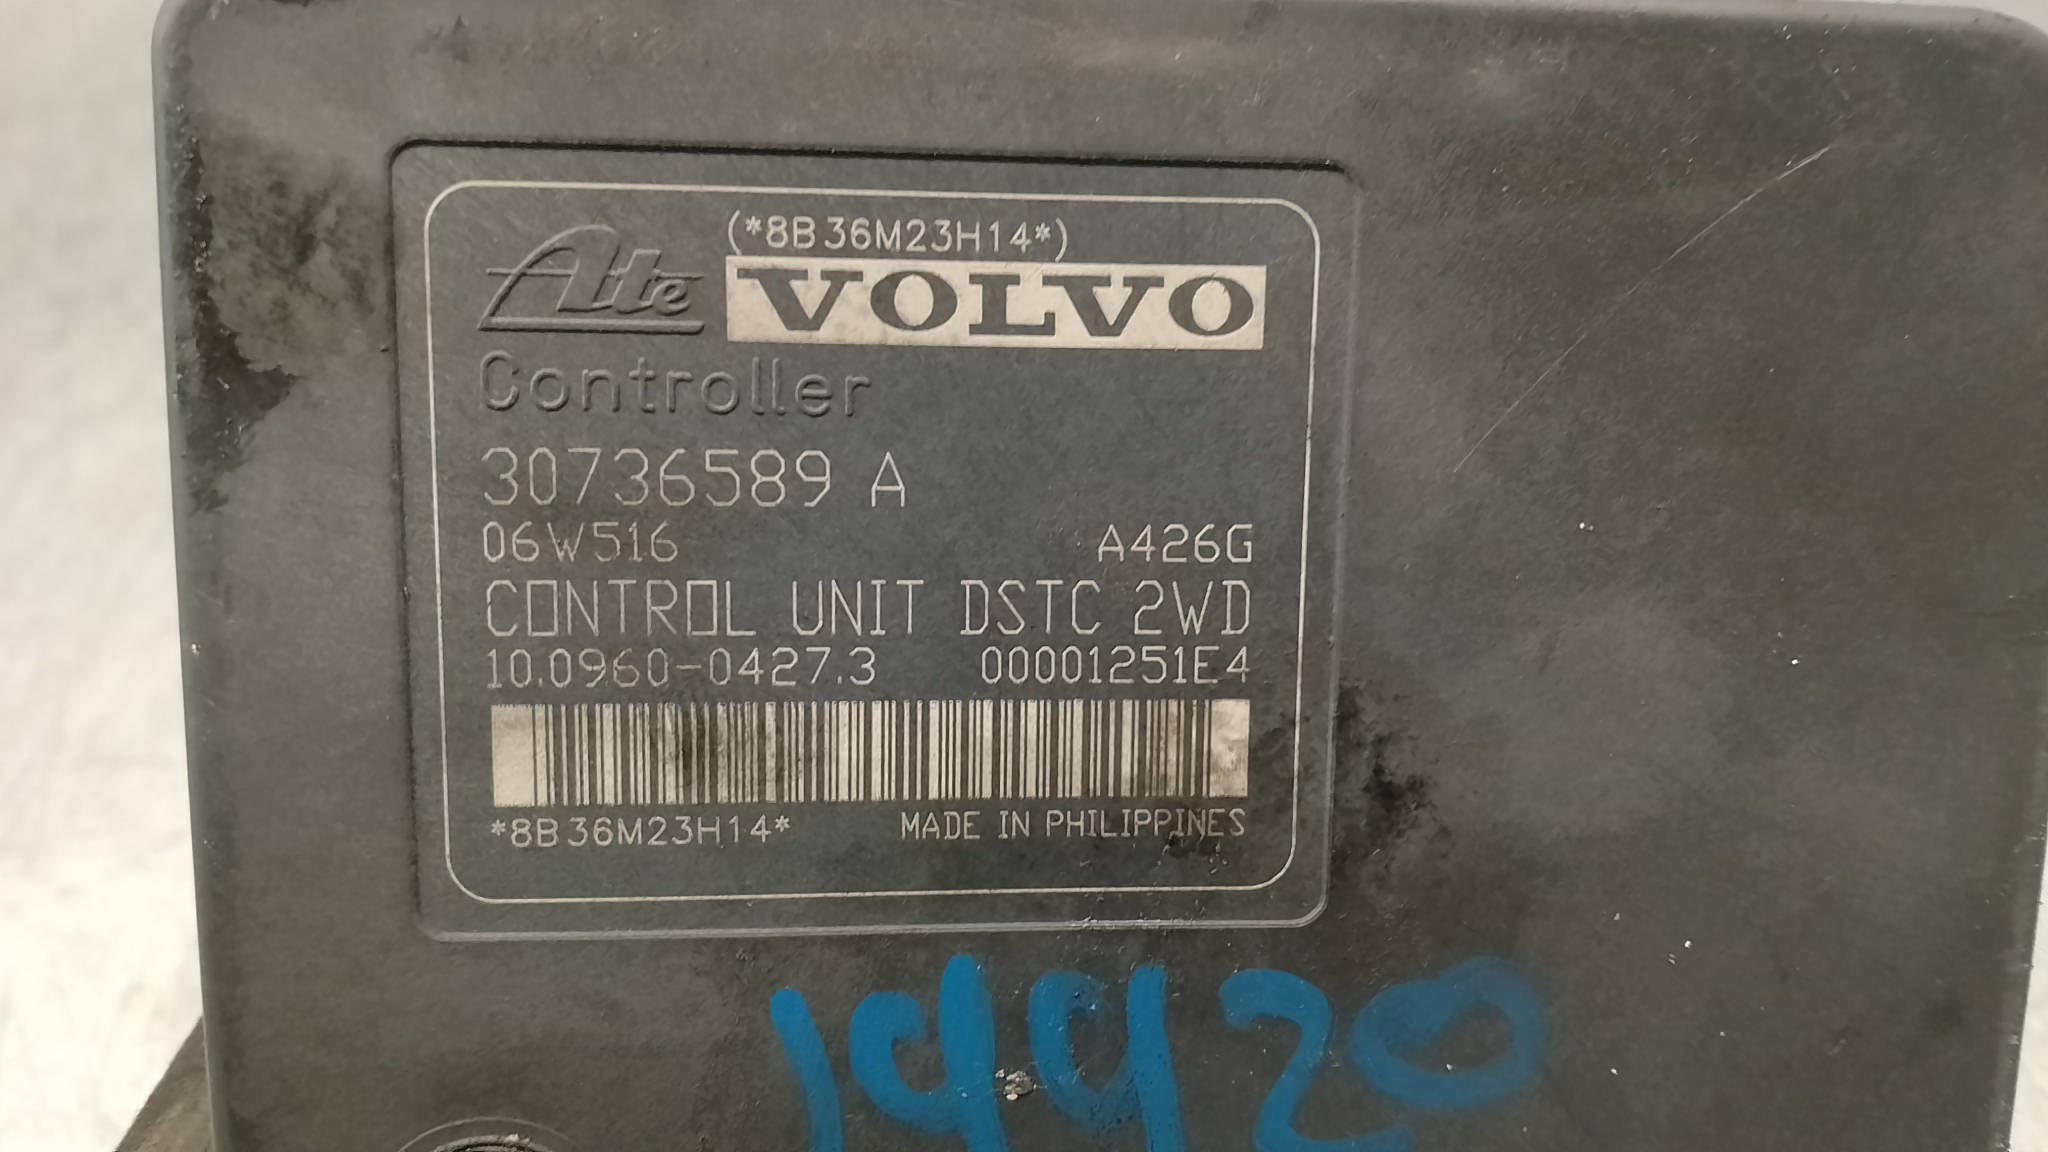 (*8B36M23H14*)
Ate VOLVO
Controller
30736589 A
06W516 A426G
CONTROL UNIT DSTC 2WD
10.0960-0427.3 00001251E4
*8B36M23H14* MADE IN PHILIPPINES
19920